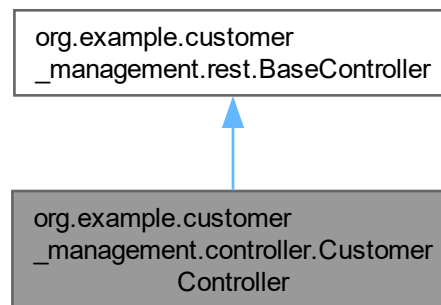 org.example.customer
_management.rest.BaseController
org.example.customer
_management.controller.Customer
Controller